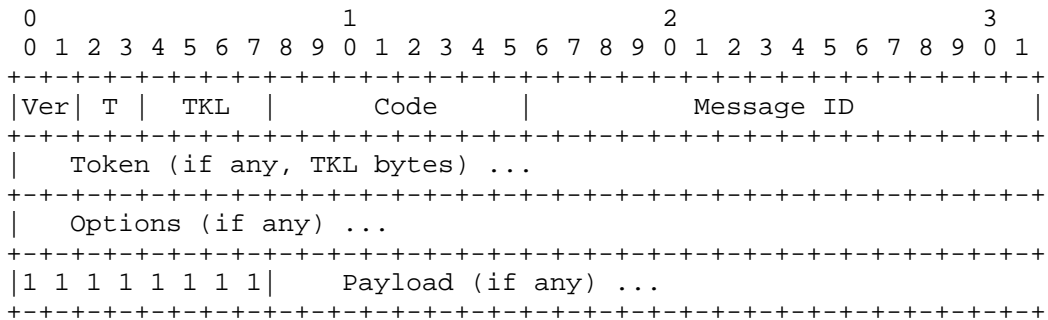 0                   1                   2                   3
 0 1 2 3 4 5 6 7 8 9 0 1 2 3 4 5 6 7 8 9 0 1 2 3 4 5 6 7 8 9 0 1
+-+-+-+-+-+-+-+-+-+-+-+-+-+-+-+-+-+-+-+-+-+-+-+-+-+-+-+-+-+-+-+-+
|Ver| T |  TKL  |      Code     |          Message ID           |
+-+-+-+-+-+-+-+-+-+-+-+-+-+-+-+-+-+-+-+-+-+-+-+-+-+-+-+-+-+-+-+-+
|   Token (if any, TKL bytes) ...
+-+-+-+-+-+-+-+-+-+-+-+-+-+-+-+-+-+-+-+-+-+-+-+-+-+-+-+-+-+-+-+-+
|   Options (if any) ...
+-+-+-+-+-+-+-+-+-+-+-+-+-+-+-+-+-+-+-+-+-+-+-+-+-+-+-+-+-+-+-+-+
|1 1 1 1 1 1 1 1|    Payload (if any) ...
+-+-+-+-+-+-+-+-+-+-+-+-+-+-+-+-+-+-+-+-+-+-+-+-+-+-+-+-+-+-+-+-+